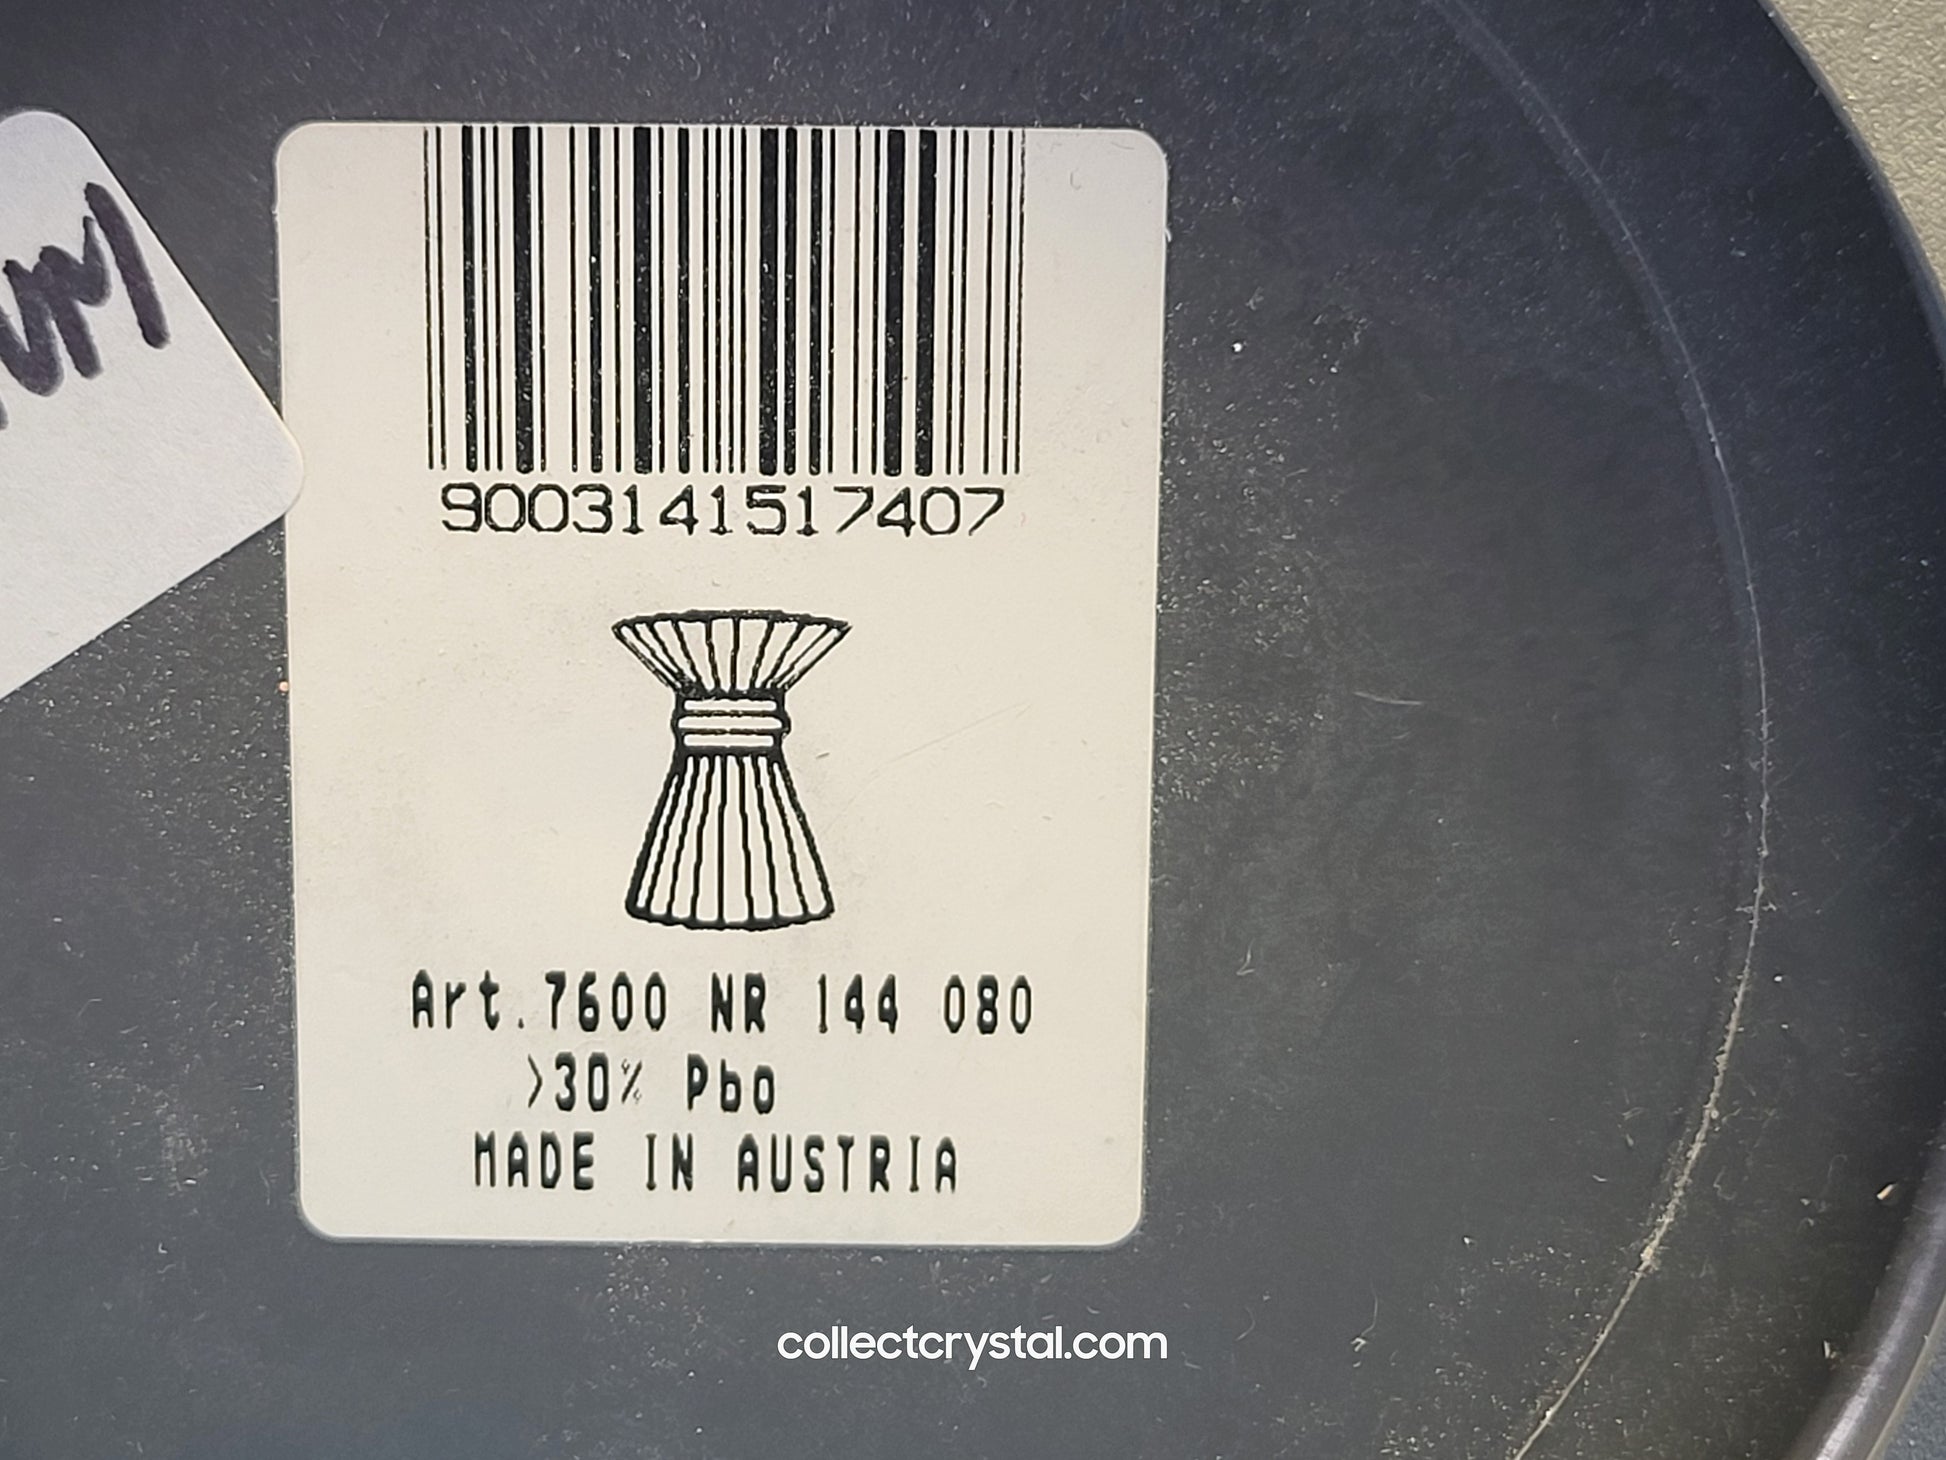 9003141517407
Art.7600 NR 144 080
>30% Pbo
MADE IN AUSTRIA
collectcrystal.com